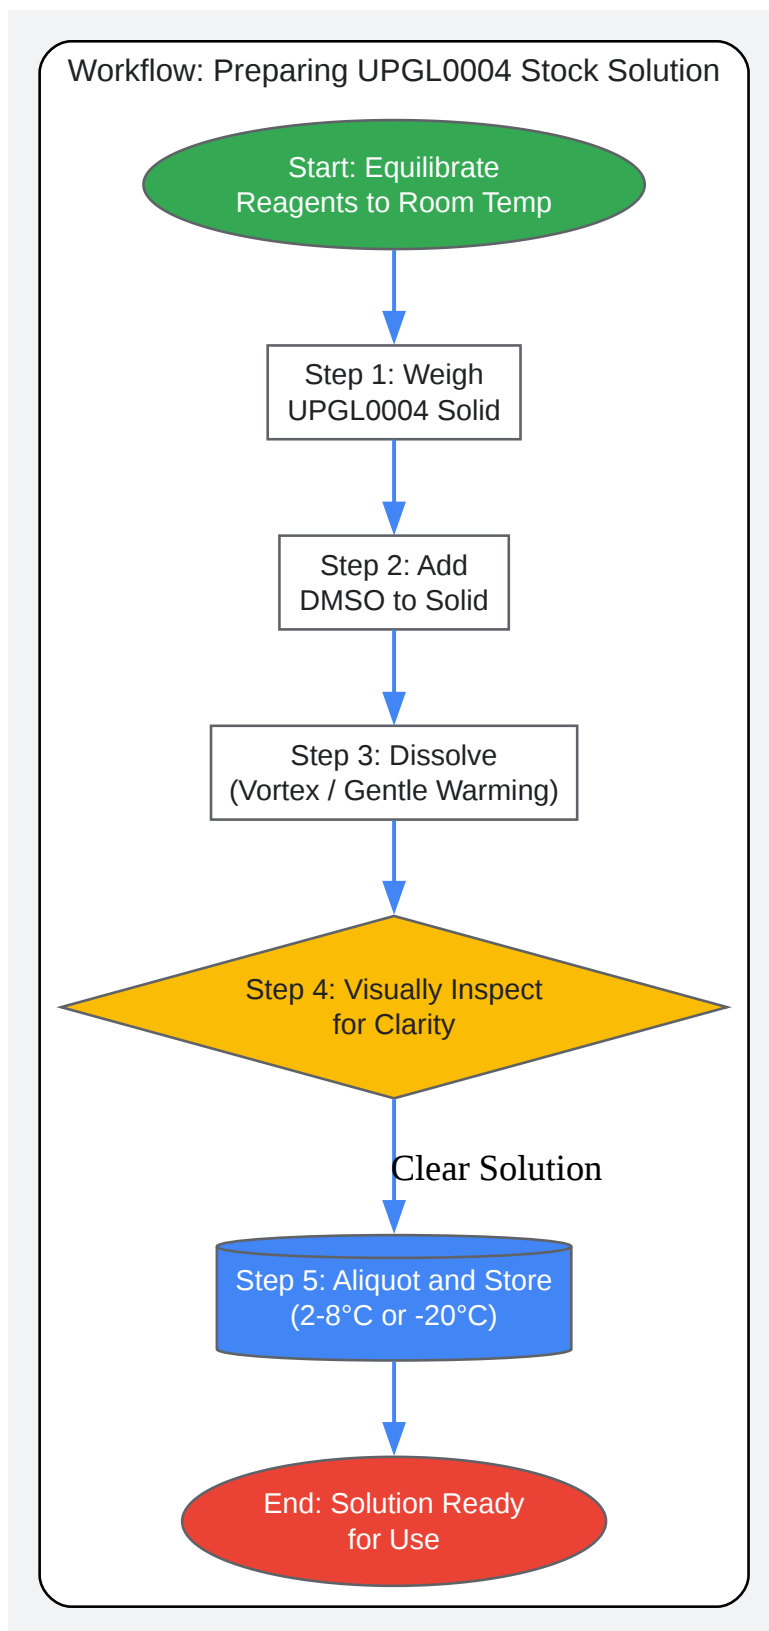 Workflow: Preparing UPGL0004 Stock Solution
Start: Equilibrate
Reagents to Room Temp
Step 1: Weigh
UPGL0004 Solid
Step 2: Add
DMSO to Solid
Step 3: Dissolve
(Vortex / Gentle Warming)
Step 4: Visually Inspect
for Clarity
Clear Solution
Step 5: Aliquot and Store
(2-8°C or -20°C)
End: Solution Ready
for Use